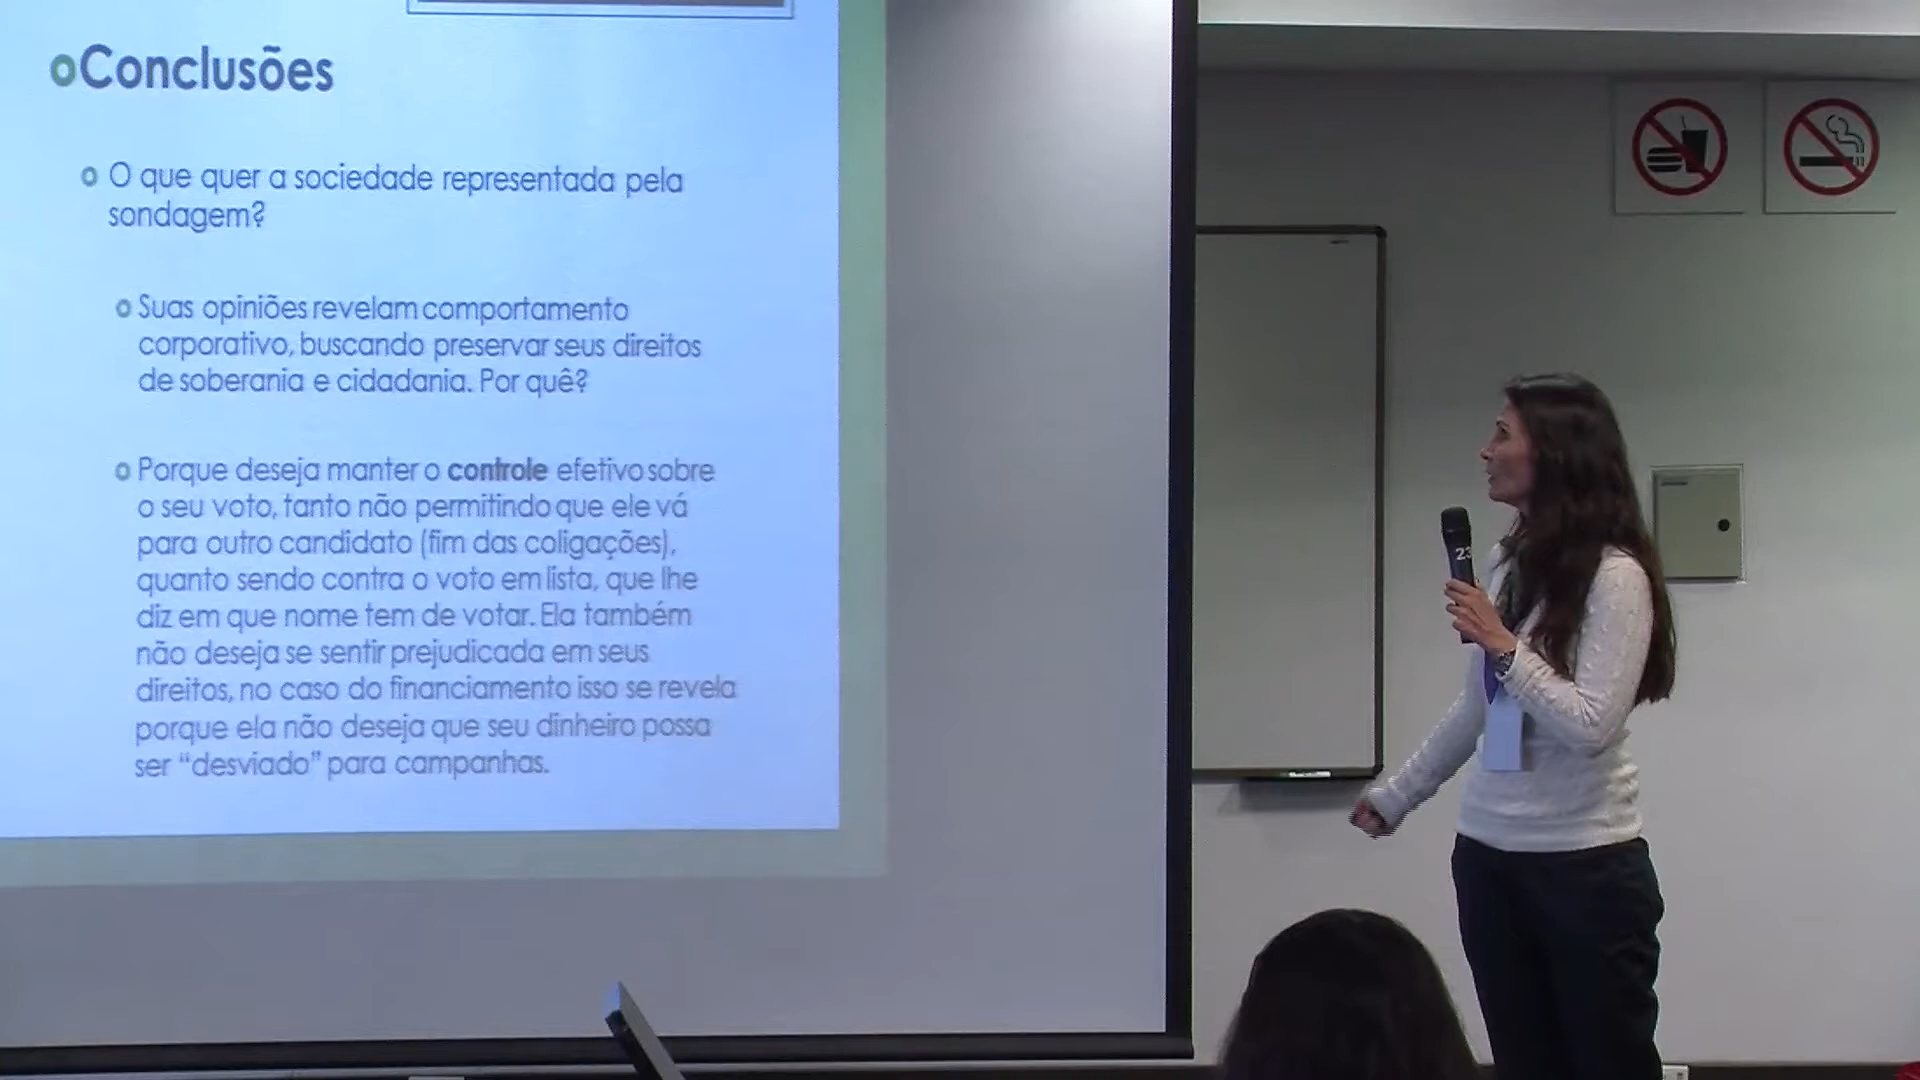 Conclusões
O que quer a sociedade representada pela
sondagem?
Suas opiniões revelam comportamento
corporativo, buscando preservar seus direitos
de soberania e cidadania. Por quê?
Porque deseja manter o controle efetivo sobre
o seu voto, tanto não permitindo que ele vá
para outro candidato (fim das coligações),
quanto sendo contra o voto em lista, que lhe
diz em que nome tem de votar. Ela também
não deseja se sentir prejudicada em seus
direitos, no caso do financiamento isso se revela
porque ela não deseja que seu dinheiro possa
ser “desviado” para campanhas.
23